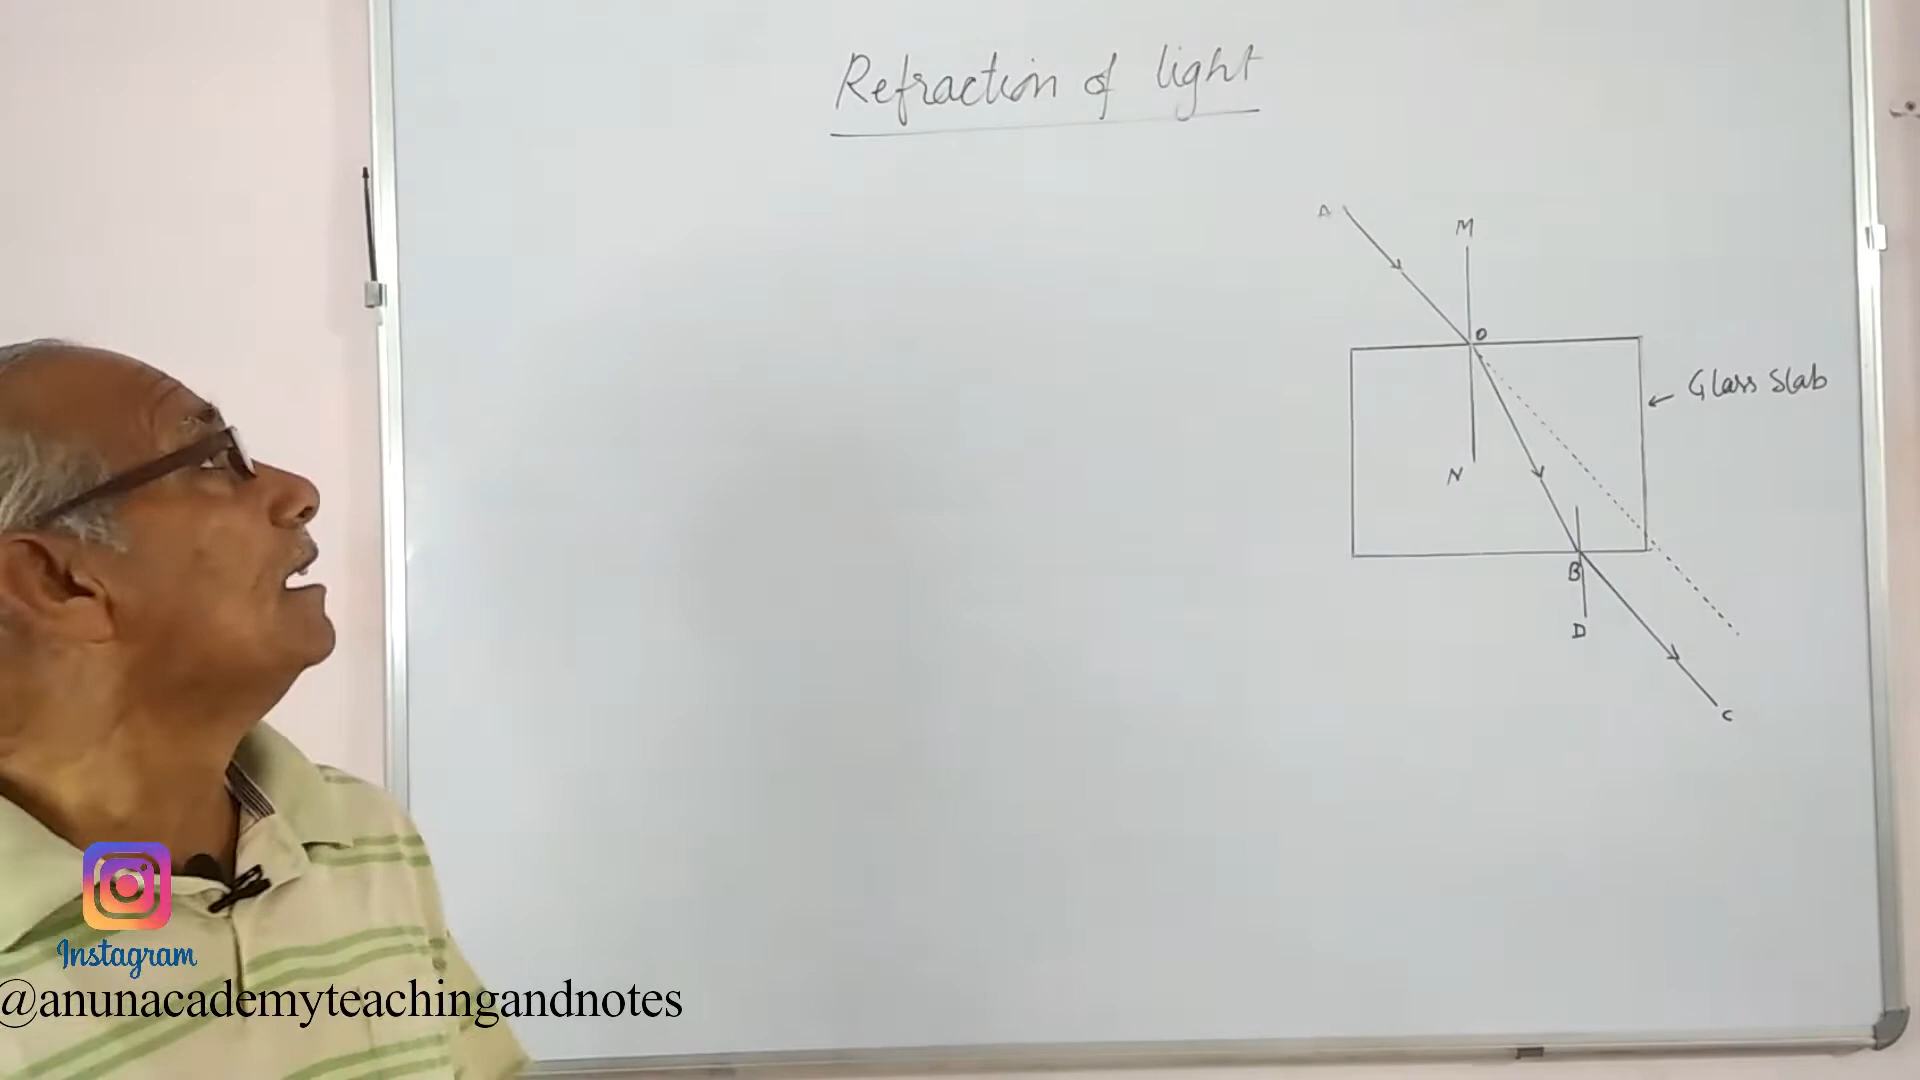 Refraction of light
A
M
O
Glass Slab
N
B
D
C
Instagram
@anunacademyteachingandnotes